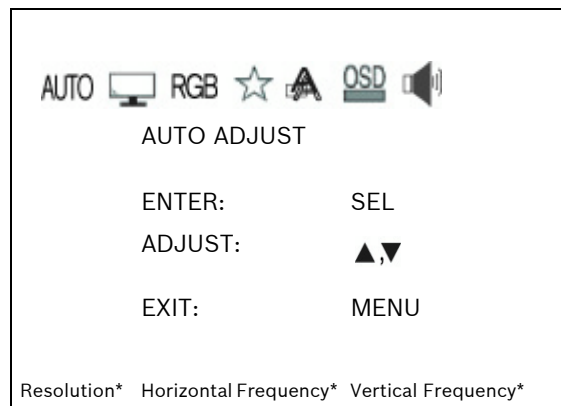 AUTO RGB A OSD
AUTO ADJUST
ENTER: SEL
ADJUST: ▲,▼
EXIT: MENU
Resolution* Horizontal Frequency* Vertical Frequency*